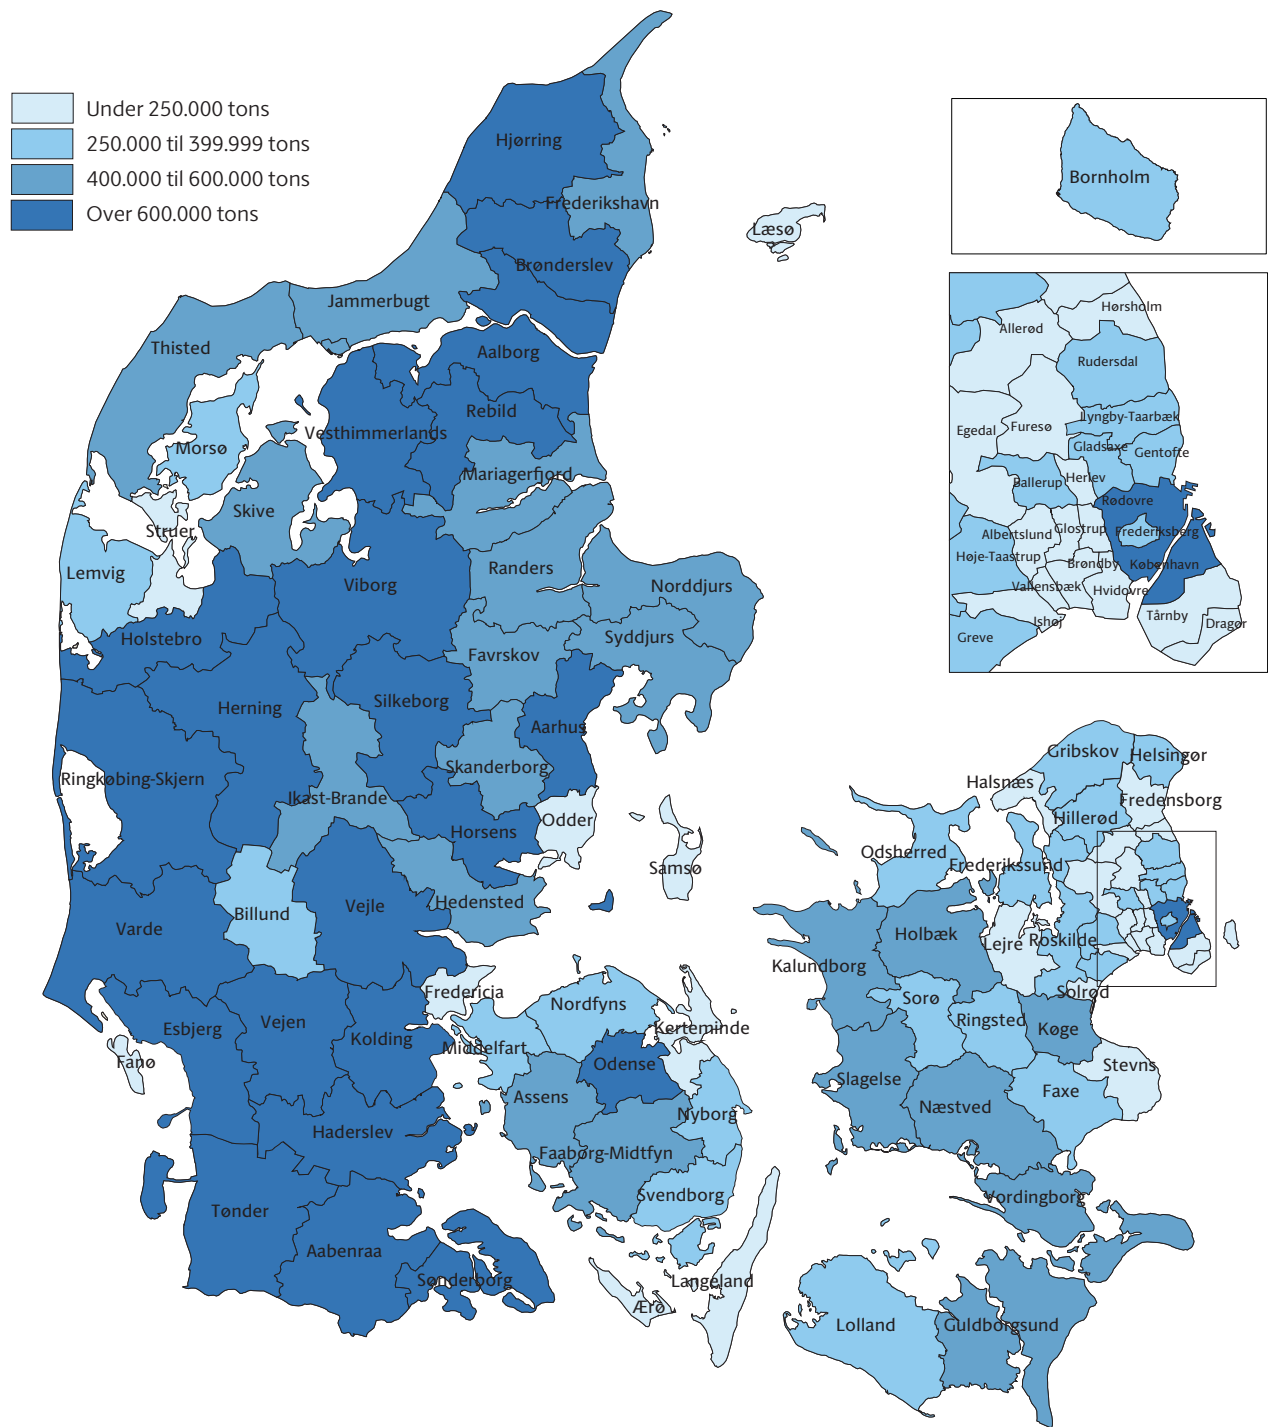 Under 250.000 tons
250.000 til 399.999 tons
400.000 til 600.000 tons
Over 600.000 tons
Hjørring
Frederikshavn
Læsø
Brønderslev
Jammerbugt
Thisted
Aalborg
Rebild
Vesthimmerlands
Morsø
Mariagerfjord
Skive
Struer
Lemvig
Viborg
Randers
Norddjurs
Holstebro
Syddjurs
Favrskov
Herning
Silkeborg
Aarhus
Ringkøbing-Skjern
Skanderborg
Ikast-Brande
Horsens
Odder
Samsø
Hedensted
Billund
Vejle
Varde
Fredericia
Esbjerg
Vejen
Kolding
Fanø
Haderslev
Tønder
Aabenraa
Sønderborg
Nordfyns
Kerteminde
Middelfart
Odense
Assens
Nyborg
Faaborg-Midtfyn
Svendborg
Langeland
Ærø
Bornholm
Hørsholm
Allerød
Rudersdal
Lyngby-Taarbæk
Egedal
Furesø
Gladsaxe
Gentofte
Ballerup
Herlev
Rødovre
Albertslund
Glostrup
Frederiksberg
Høje-Taastrup
Brøndby
København
Vallensbæk
Hvidovre
Ishøj
Tårnby
Dragør
Greve
Gribskov
Helsingør
Halsnæs
Fredensborg
Hillerød
Odsherred
Frederikssund
Holbæk
Lejre
Roskilde
Kalundborg
Solrød
Sorø
Ringsted
Køge
Stevns
Slagelse
Næstved
Faxe
Vordingborg
Lolland
Guldborgsund